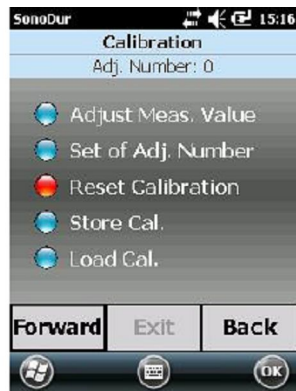 SonoDur 15:16
Calibration
Adj. Number: 0
Adjust Meas. Value
Set of Adj. Number
Reset Calibration
Store Cal.
Load Cal.
Forward Exit Back
OK